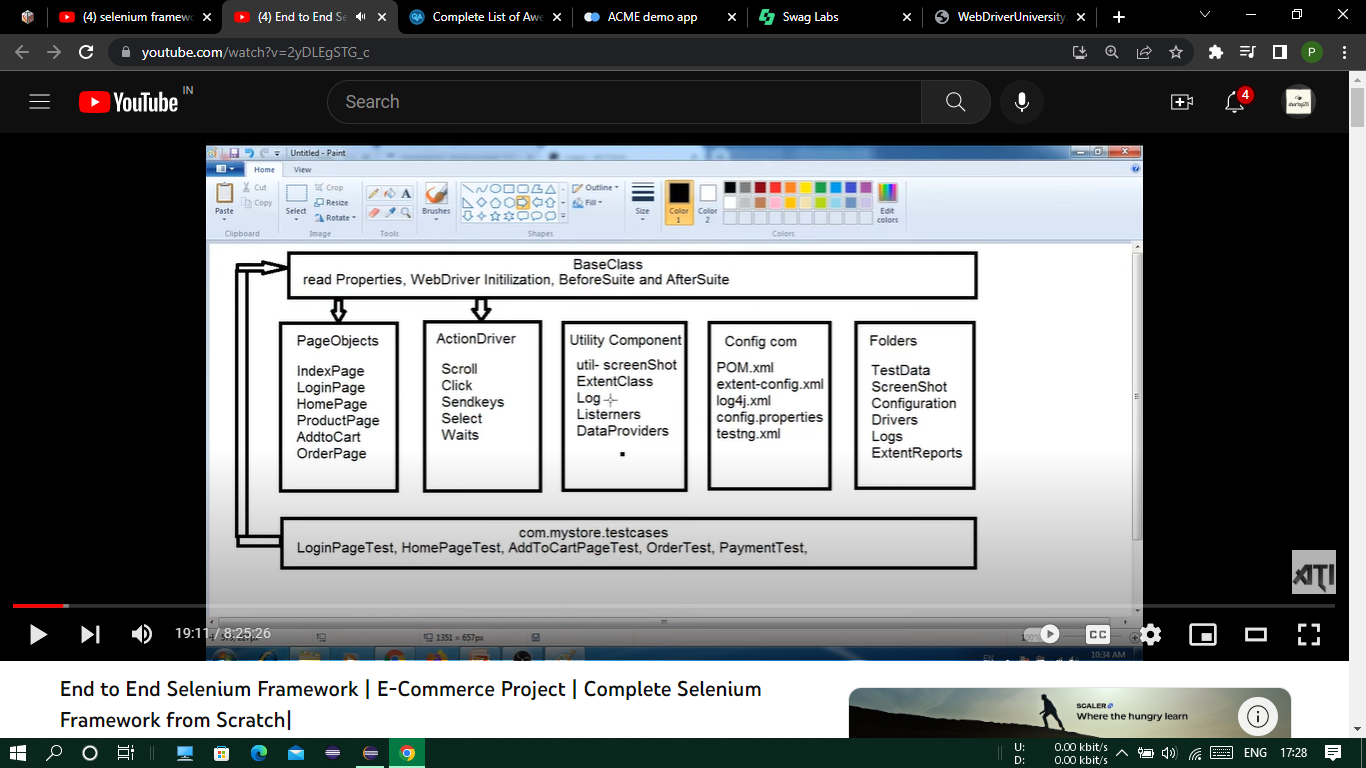 (4) selenium framew
(4) End to End Se
Complete List of Awe
ACME demo app
Swag Labs
WebDriverUniversity.
youtube.com/watch?v=2yDLEgSTG_c
P
YouTube IN
Search
4
Untitled - Paint
Home View
Paste
Cut
Copy
Clipboard
Select
Crop
Resize
Rotate
Image
A
Tools
Brushes
Shapes
Outline
Fill
Size
Color 1
Color 2
Colors
Edit colors
BaseClass
read Properties, WebDriver Initilization, BeforeSuite and AfterSuite
PageObjects
IndexPage
LoginPage
HomePage
ProductPage
AddtoCart
OrderPage
ActionDriver
Scroll
Click
Sendkeys
Select
Waits
Utility Component
util- screenShot
ExtentClass
Log
Listerners
DataProviders
Config com
POM.xml
extent-config.xml
log4j.xml
config.properties
testng.xml
Folders
TestData
ScreenShot
Configuration
Drivers
Logs
ExtentReports
com.mystore.testcases
LoginPageTest, HomePageTest, AddToCartPageTest, OrderTest, PaymentTest,
ATI
19:11 / 8:25:26
CC
1351 × 657px
EN
10:34 AM
End to End Selenium Framework | E-Commerce Project | Complete Selenium
Framework from Scratch|
SCALER
Where the hungry learn
U: 0.00 kbit/s
D: 0.00 kbit/s
ENG
17:28